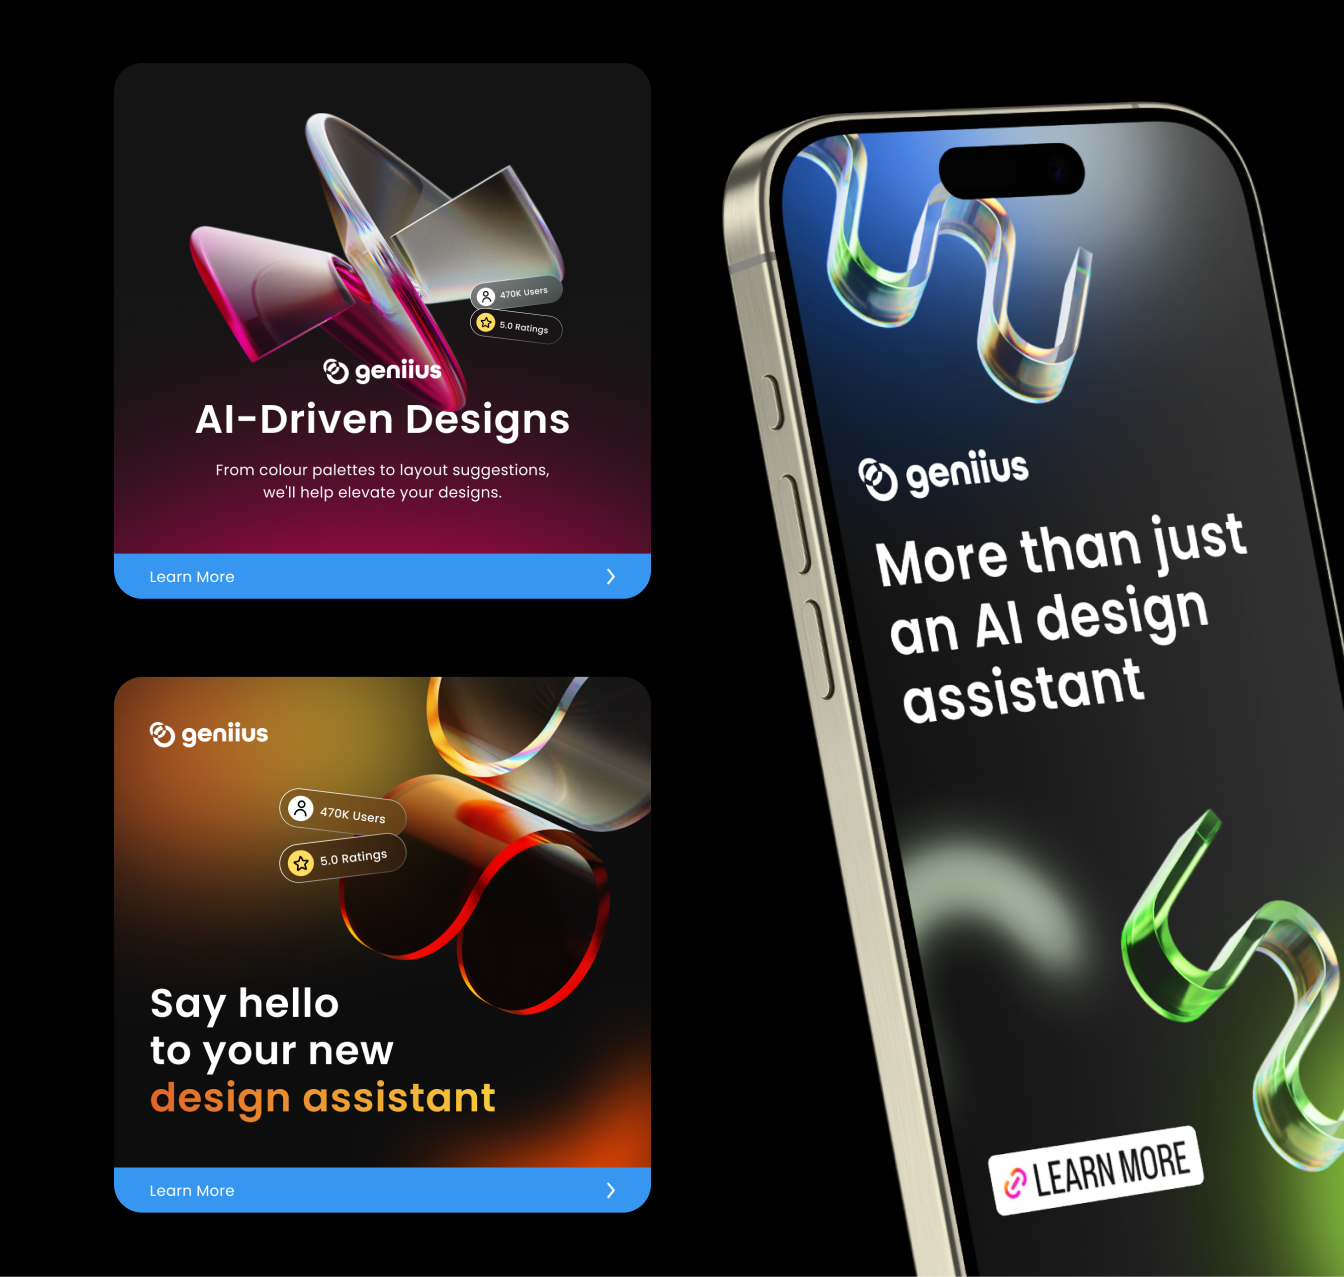 470K Users
5.0 Ratings
geniius
AI-Driven Designs
From colour palettes to layout suggestions,
we'll help elevate your designs.
Learn More
geniius
470K Users
5.0 Ratings
Say hello
to your new
design assistant
Learn More
geniius
More than just
an AI design
assistant
LEARN MORE